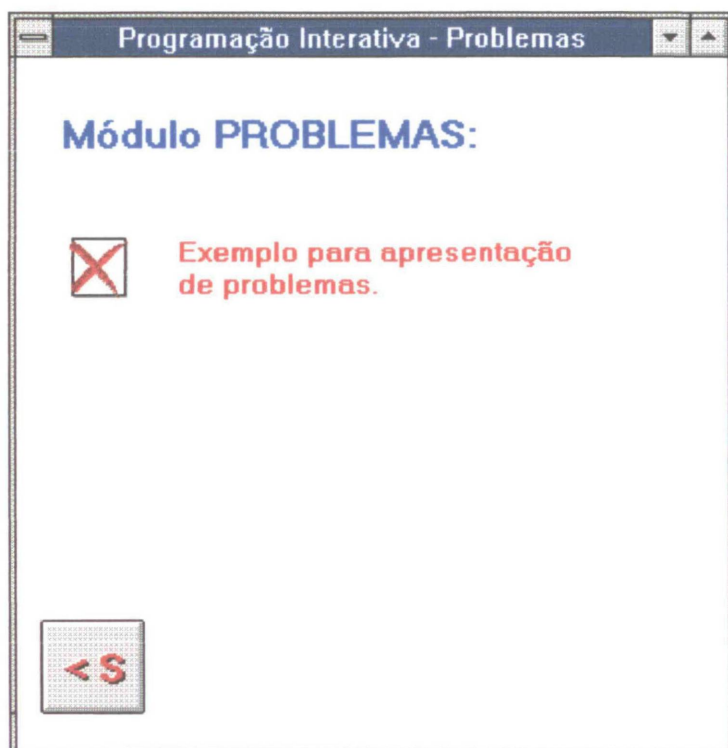 Programação Interativa - Problemas
Módulo PROBLEMAS:
Exemplo para apresentação
de problemas.
< S